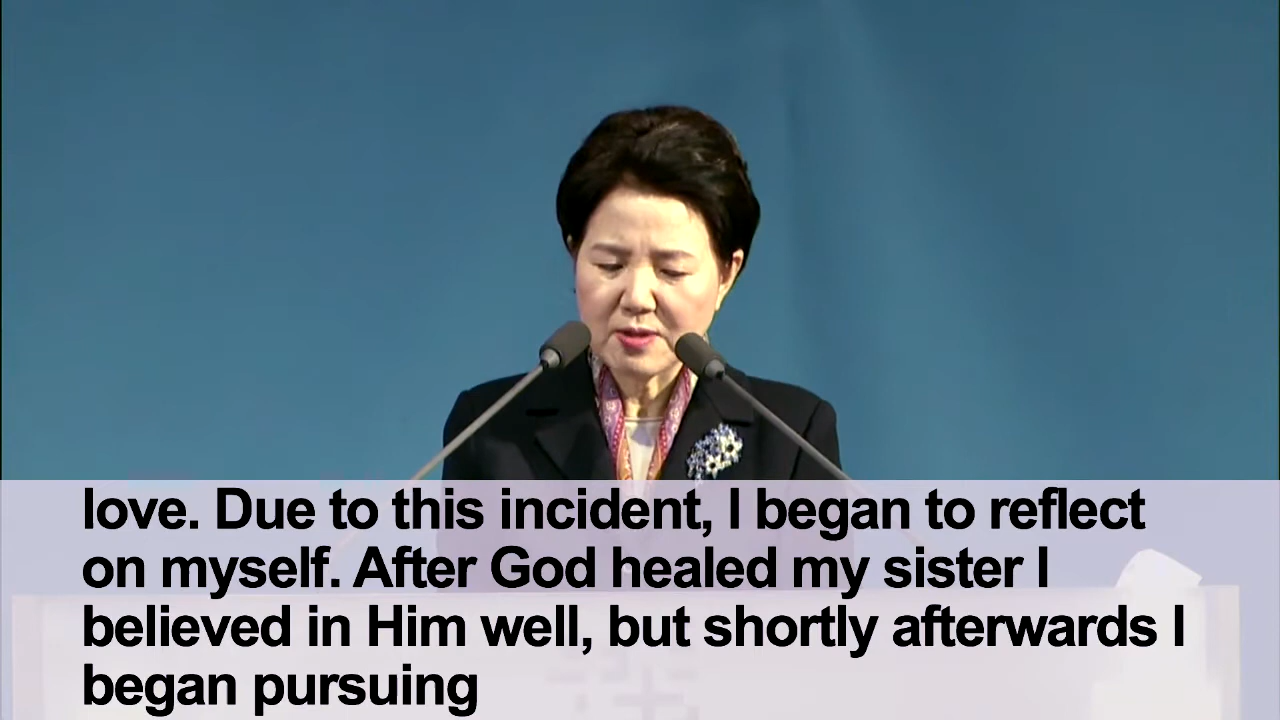 love. Due to this incident, I began to reflect
on myself. After God healed my sister I
believed in Him well, but shortly afterwards I
began pursuing